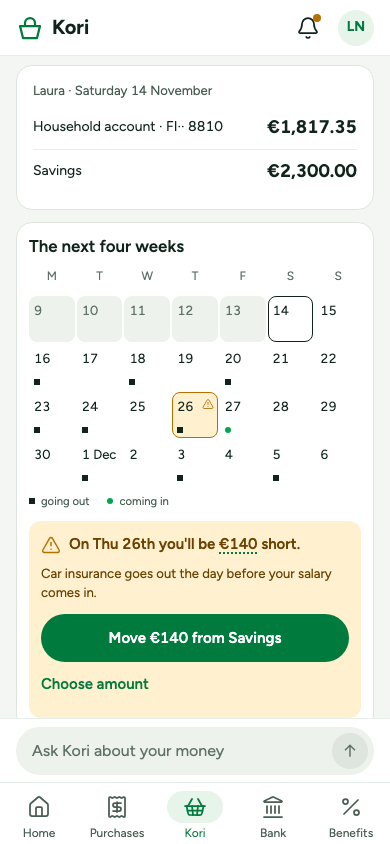 Kori
LN
Laura · Saturday 14 November
Household account · FI·· 8810
€1,817.35
Savings
€2,300.00
The next four weeks
M T W T F S S
9 10 11 12 13 14 15
16 17 18 19 20 21 22
23 24 25 26 27 28 29
30 1 Dec 2 3 4 5 6
going out coming in
On Thu 26th you'll be €140 short.
Car insurance goes out the day before your salary
comes in.
Move €140 from Savings
Choose amount
Ask Kori about your money
Home Purchases Kori Bank Benefits